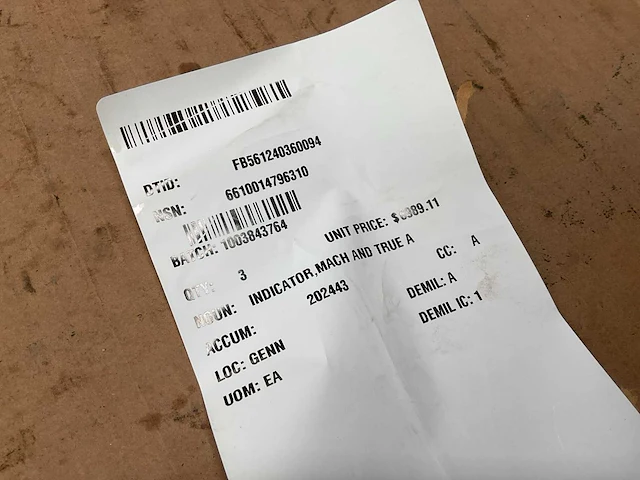 DTID: FB561240360094
NSN: 6610014796310
BATCH: 1003843764
QTY: 3 UNIT PRICE:
NOUN: INDICATOR,MACH AND TRUE A
ACCUM: 202443 CC: A
LOC: GENN DEMIL: A
UOM: EA DEMIL IC: 1